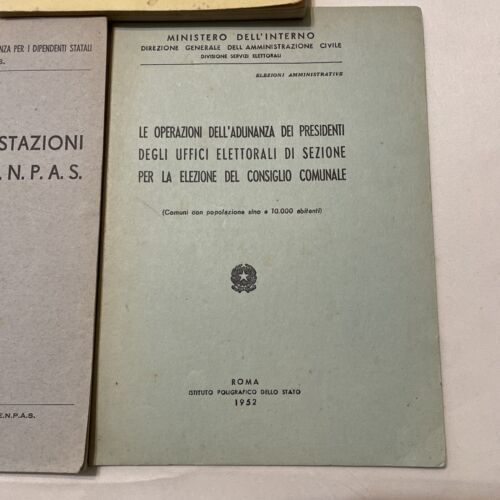 NZA PER I DIPENDENTI STATALI
S.
STAZIONI
.N.P.A.S.
E.N.P.A.S.
MINISTERO DELL'INTERNO
DIREZIONE GENERALE DELL'AMMINISTRAZIONE CIVILE
DIVISIONE SERVIZI ELETTORALI
ELEZIONI AMMINISTRATIVE
LE OPERAZIONI DELL'ADUNANZA DEI PRESIDENTI
DEGLI UFFICI ELETTORALI DI SEZIONE
PER LA ELEZIONE DEL CONSIGLIO COMUNALE
(Comuni con popolazione sino a 10.000 abitanti)
ROMA
ISTITUTO POLIGRAFICO DELLO STATO
1952